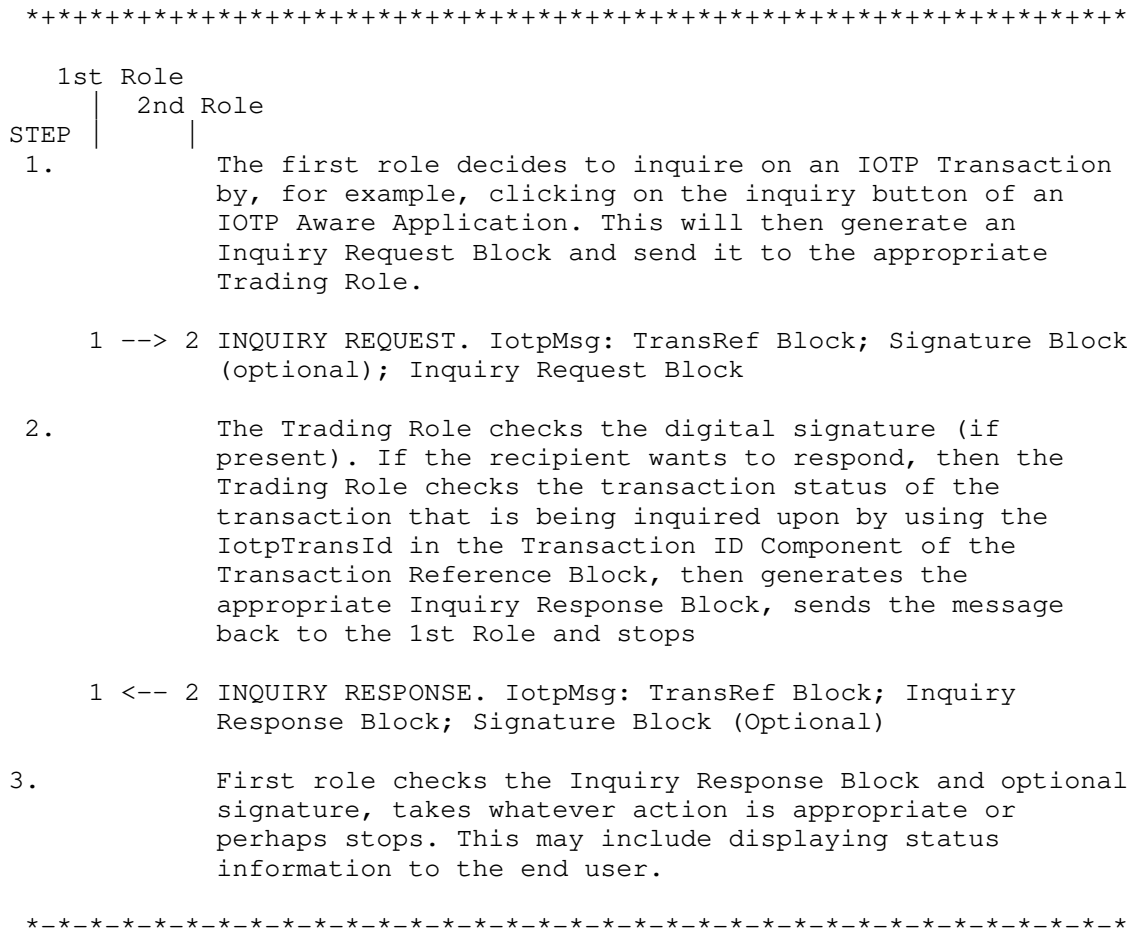 *+*+*+*+*+*+*+*+*+*+*+*+*+*+*+*+*+*+*+*+*+*+*+*+*+*+*+*+*+*+*+*+*+*+*
1st Role
| 2nd Role
STEP | |
1. The first role decides to inquire on an IOTP Transaction
by, for example, clicking on the inquiry button of an
IOTP Aware Application. This will then generate an
Inquiry Request Block and send it to the appropriate
Trading Role.
1 --> 2 INQUIRY REQUEST. IotpMsg: TransRef Block; Signature Block
(optional); Inquiry Request Block
2. The Trading Role checks the digital signature (if
present). If the recipient wants to respond, then the
Trading Role checks the transaction status of the
transaction that is being inquired upon by using the
IotpTransId in the Transaction ID Component of the
Transaction Reference Block, then generates the
appropriate Inquiry Response Block, sends the message
back to the 1st Role and stops
1 <-- 2 INQUIRY RESPONSE. IotpMsg: TransRef Block; Inquiry
Response Block; Signature Block (Optional)
3. First role checks the Inquiry Response Block and optional
signature, takes whatever action is appropriate or
perhaps stops. This may include displaying status
information to the end user.
*-*-*-*-*-*-*-*-*-*-*-*-*-*-*-*-*-*-*-*-*-*-*-*-*-*-*-*-*-*-*-*-*-*-*